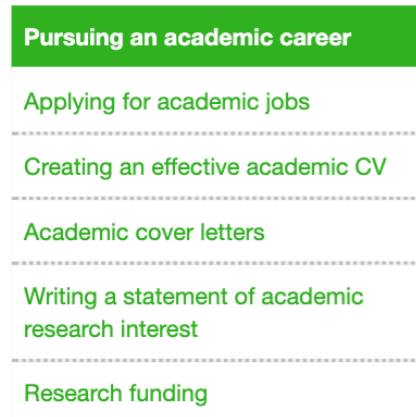 Pursuing an academic career
Applying for academic jobs
Creating an effective academic CV
Academic cover letters
Writing a statement of academic
research interest
Research funding